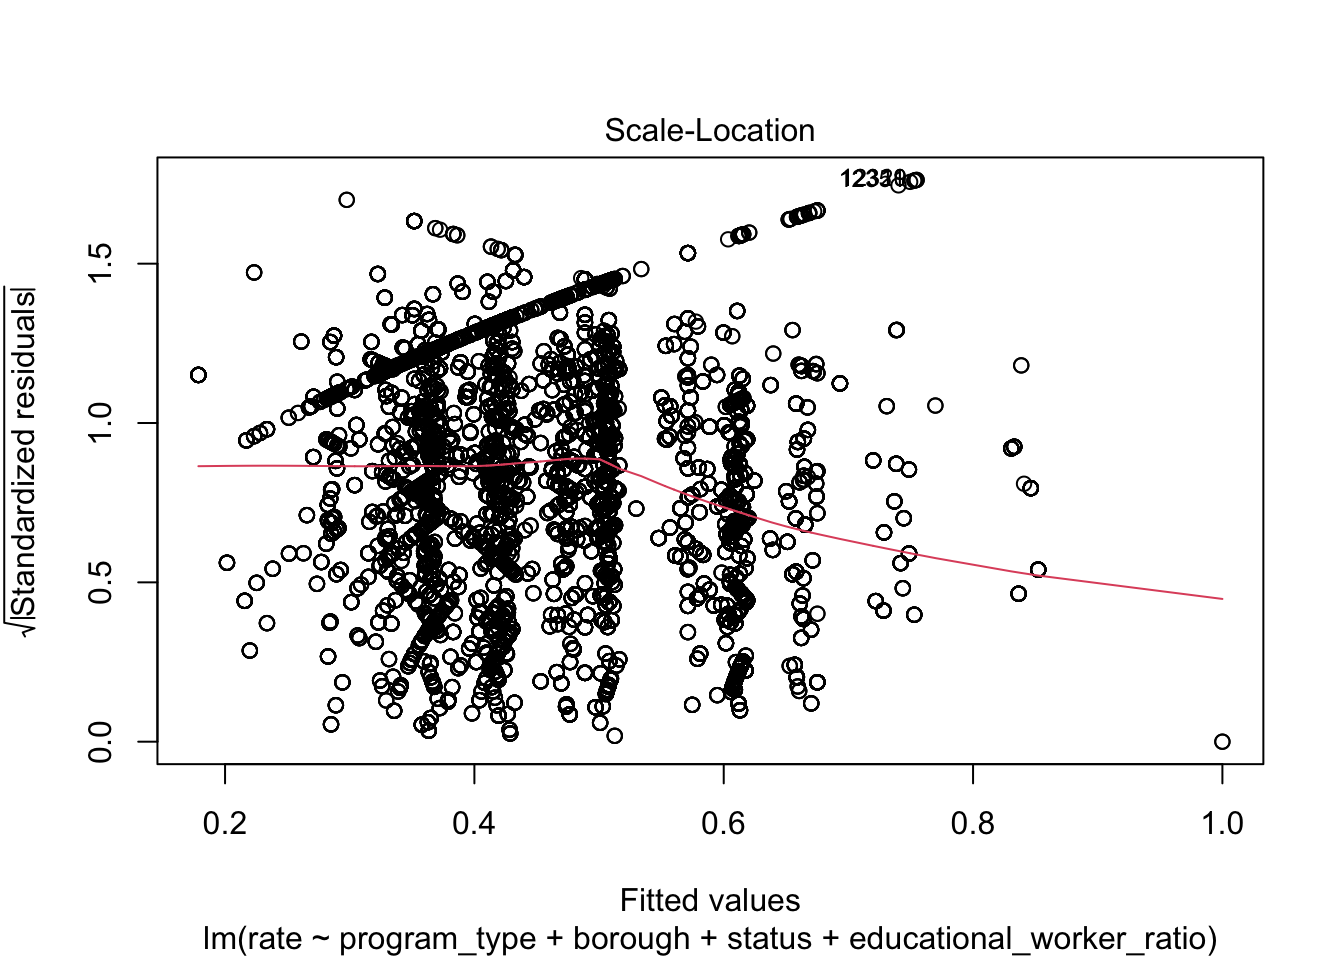 Scale-Location
√|Standardized residuals|
1.5
1.0
0.5
0.0
0.2 0.4 0.6 0.8 1.0
Fitted values
lm(rate ~ program_type + borough + status + educational_worker_ratio)